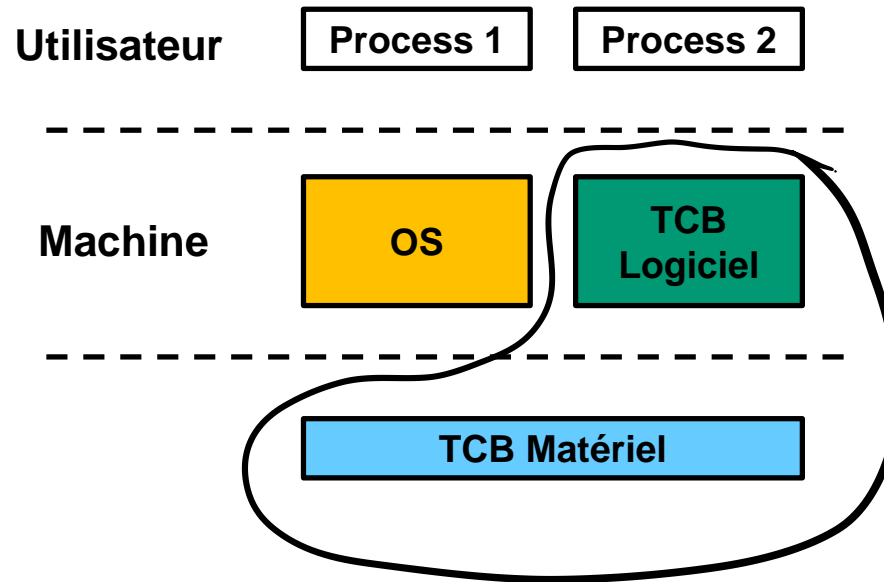 Utilisateur
Process 1
Process 2
Machine
OS
TCB
Logiciel
TCB Matériel